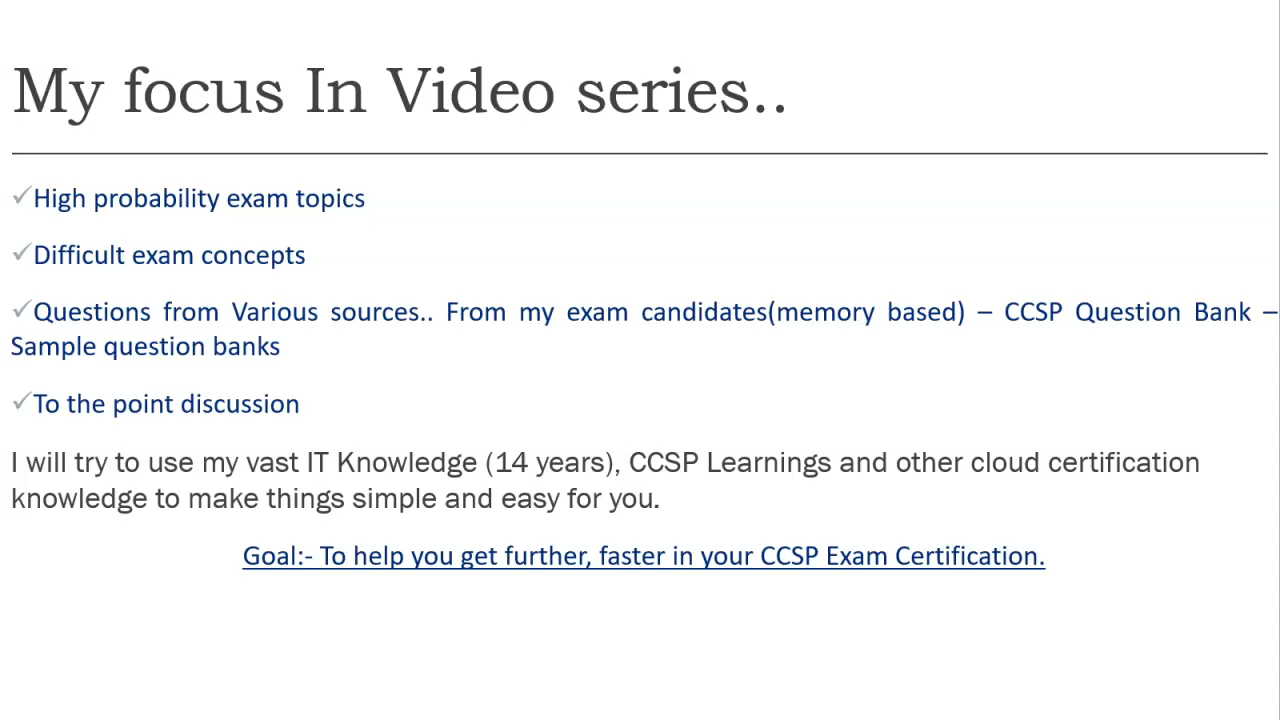 My focus In Video series..
✓High probability exam topics
✓Difficult exam concepts
✓Questions from Various sources.. From my exam candidates(memory based) – CCSP Question Bank –
Sample question banks
✓To the point discussion
I will try to use my vast IT Knowledge (14 years), CCSP Learnings and other cloud certification
knowledge to make things simple and easy for you.
Goal:- To help you get further, faster in your CCSP Exam Certification.